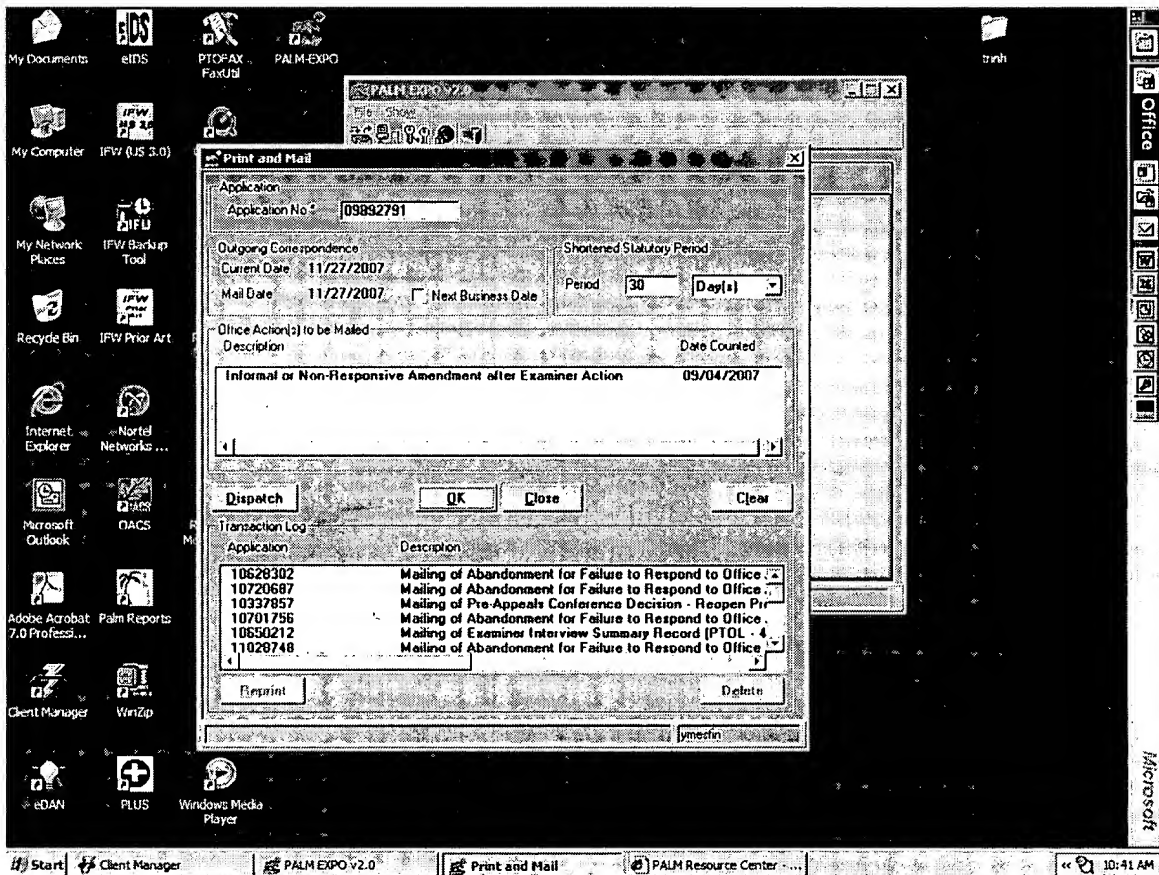 My Documents
eIDS
PTOFAX -
FaxUtil
PALM-EXPO
trinh
My Computer
IFW (US 3.0)
My Network
Places
IFW Backup
Tool
Recycle Bin
IFW Prior Art
Internet
Explorer
Nortel
Networks ...
Microsoft
Outlook
OACS
Adobe Acrobat
7.0 Professi...
Palm Reports
Client Manager
WinZip
eDAN
PLUS
Windows Media
Player
PALM EXPO v2.0
File Show
Print and Mail
Application
Application No *
09892791
Outgoing Correspondence
Current Date 11/27/2007
Mail Date 11/27/2007 Next Business Date
Shortened Statutory Period
Period 30 Day(s)
Office Action(s) to be Mailed
Description Date Counted
Informal or Non-Responsive Amendment after Examiner Action 09/04/2007
Dispatch OK Close Clear
Transaction Log
Application Description
10628302 Mailing of Abandonment for Failure to Respond to Office
10720687 Mailing of Abandonment for Failure to Respond to Office
10337857 Mailing of Pre-Appeals Conference Decision - Reopen Pr
10701756 Mailing of Abandonment for Failure to Respond to Office
10650212 Mailing of Examiner Interview Summary Record (PTOL - 4
11028748 Mailing of Abandonment for Failure to Respond to Office
Reprint Delete
ymesfin
Office
Microsoft
Start Client Manager PALM EXPO v2.0 Print and Mail PALM Resource Center - ... 10:41 AM